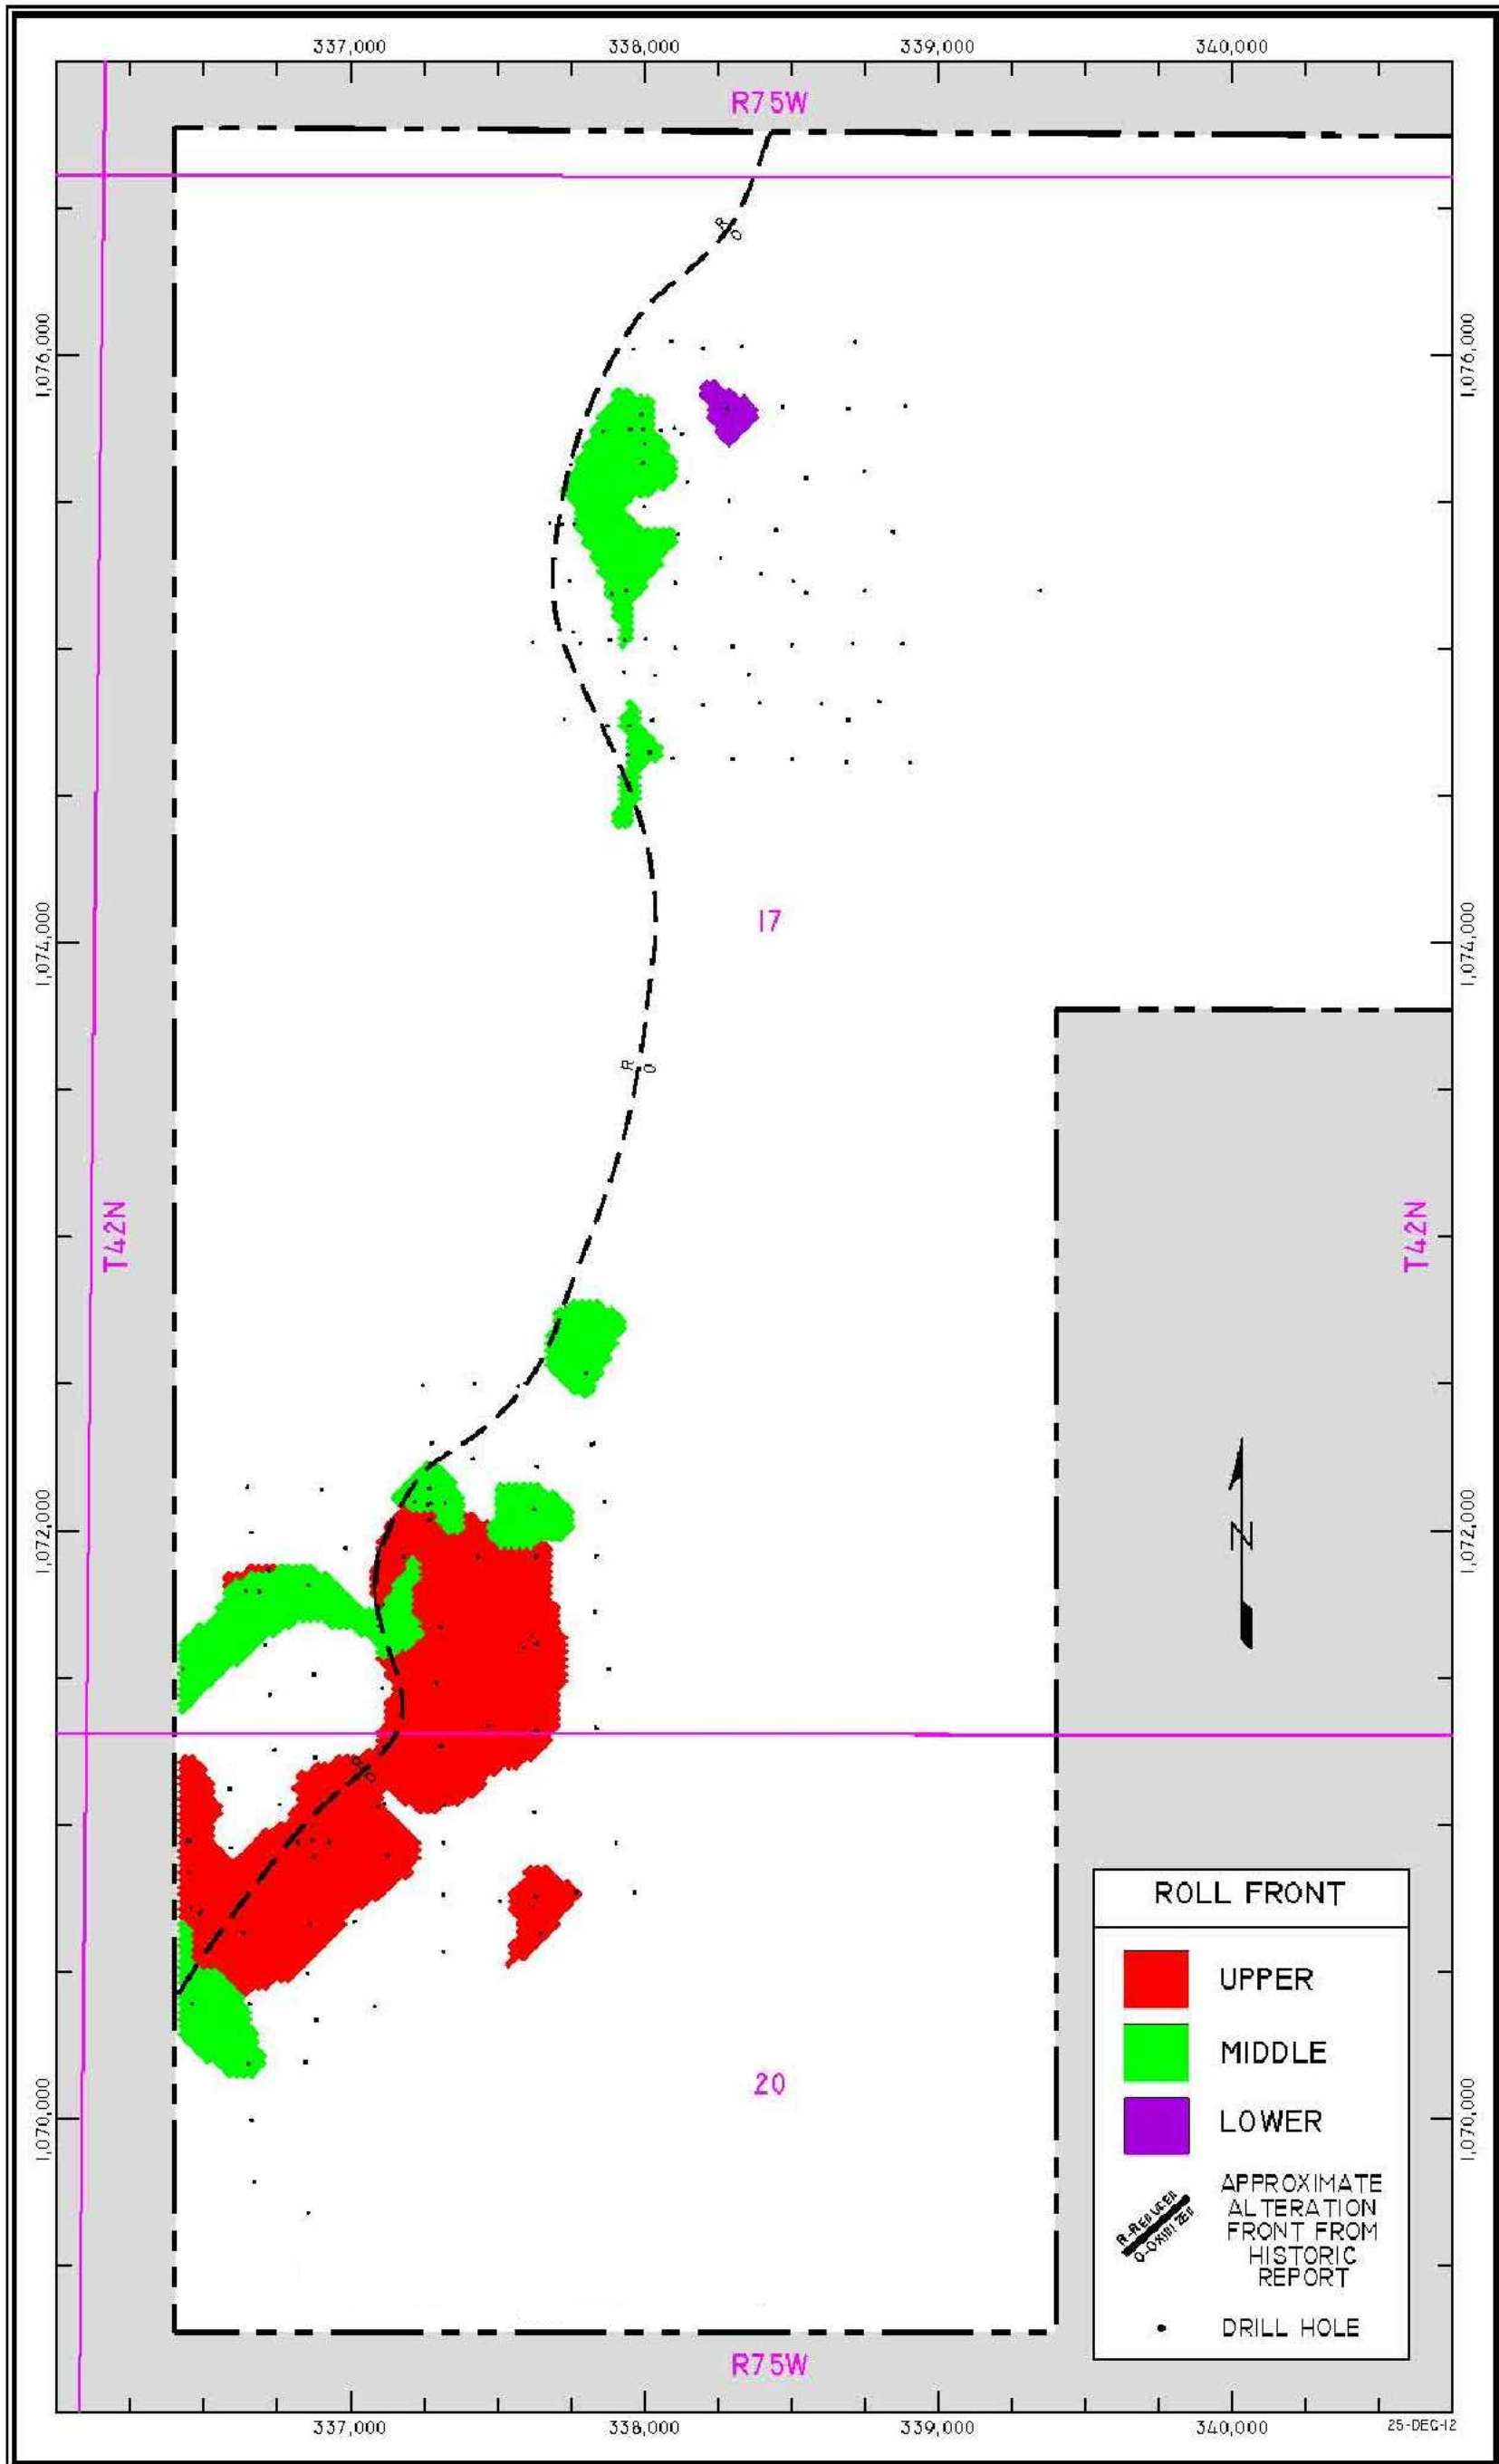 337,000 338,000 339,000 340,000
R75W
R
O
1,076,000 1,076,000
1,074,000 1,074,000
17
R
O
T42N T42N
N
1,072,000 1,072,000
R
O
ROLL FRONT
UPPER
MIDDLE
LOWER
20
1,070,000 1,070,000
R-REDUCED
O-OXIDIZED
APPROXIMATE
ALTERATION
FRONT FROM
HISTORIC
REPORT
DRILL HOLE
R75W
337,000 338,000 339,000 340,000
25-DEC-12